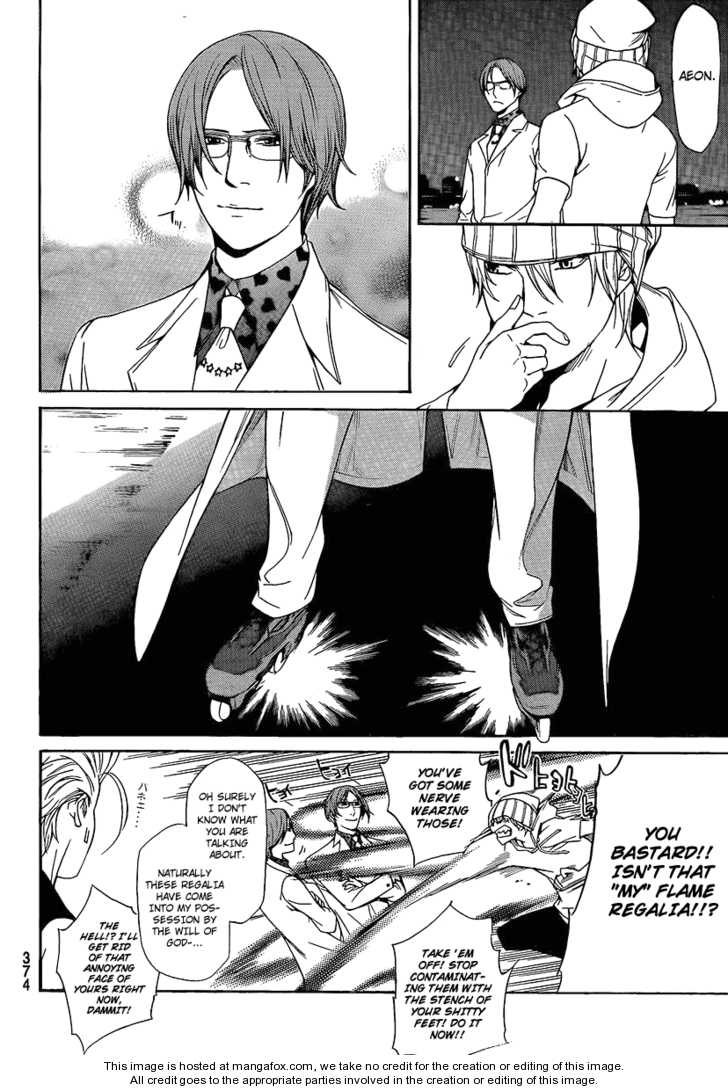 AEON.
YOU
BASTARD!!
ISN'T THAT
"MY" FLAME
REGALIA!!?
YOU'VE
GOT SOME
NERVE
WEARING
THOSE!
TAKE 'EM
OFF! STOP
CONTAMINAT-
ING THEM WITH
THE STENCH OF
YOUR SHITTY
FEET! DO IT
NOW!!
OH SURELY
I DON'T
KNOW WHAT
YOU ARE
TALKING
ABOUT.
NATURALLY
THESE REGALIA
HAVE COME
INTO MY POS-
SESSION BY THE
WILL OF
GOD~...
THE
HELL!? I'LL
GET RID
OF THAT
ANNOYING
FACE OF
YOURS RIGHT
NOW,
DAMMIT!
374
This image is hosted at mangafox.com, we take no credit for the creation or editing of this image.
All credit goes to the appropriate parties involved in the creation and editing of this image.